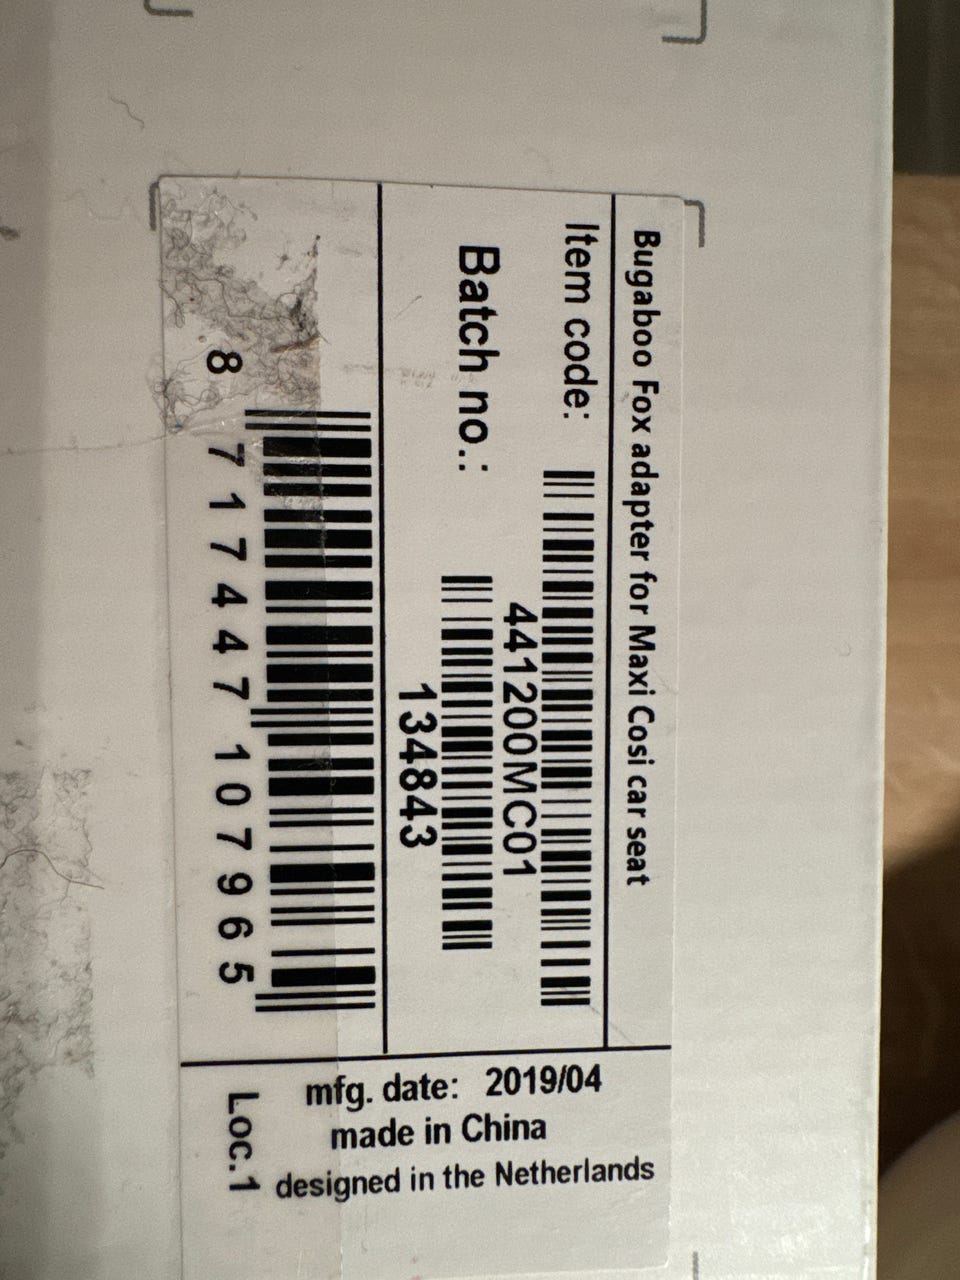 Bugaboo Fox adapter for Maxi Cosi car seat
Item code:
441200MC01
Batch no.:
134843
8 717447 107965
mfg. date: 2019/04
made in China
designed in the Netherlands
Loc.1